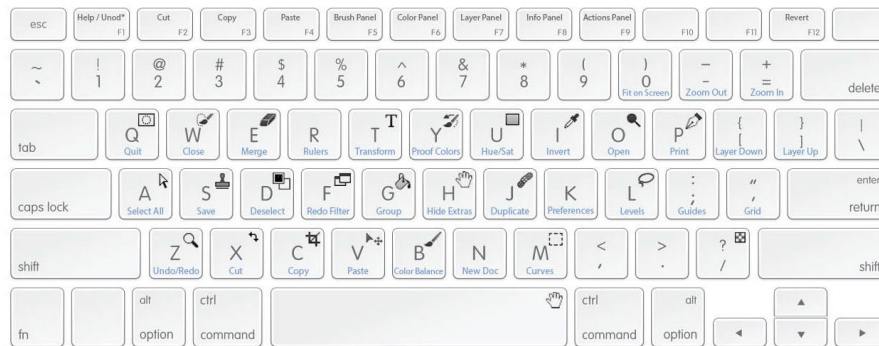 esc Help / Unod* F1 Cut F2 Copy F3 Paste F4 Brush Panel F5 Color Panel F6 Layer Panel F7 Info Panel F8 Actions Panel F9 F10 F11 Revert F12
~ ! @ # $ % ^ & * ( ) _ +
` 1 2 3 4 5 6 7 8 9 0 - = delete
Fit on Screen Zoom Out Zoom In
tab Q W E R T Y U I O P { [ } ] | \
Quit Close Merge Rulers Transform Proof Colors Hue/Sat Invert Open Print Layer Down Layer Up
T
caps lock A S D F G H J K L : ; " ' enter return
Select All Save Deselect Redo Filter Group Hide Extras Duplicate Preferences Levels Guides Grid
shift Z X C V B N M < , > . ? / shift
Undo/Redo Cut Copy Paste Color Balance New Doc Curves
alt ctrl ctrl alt
fn option command command option